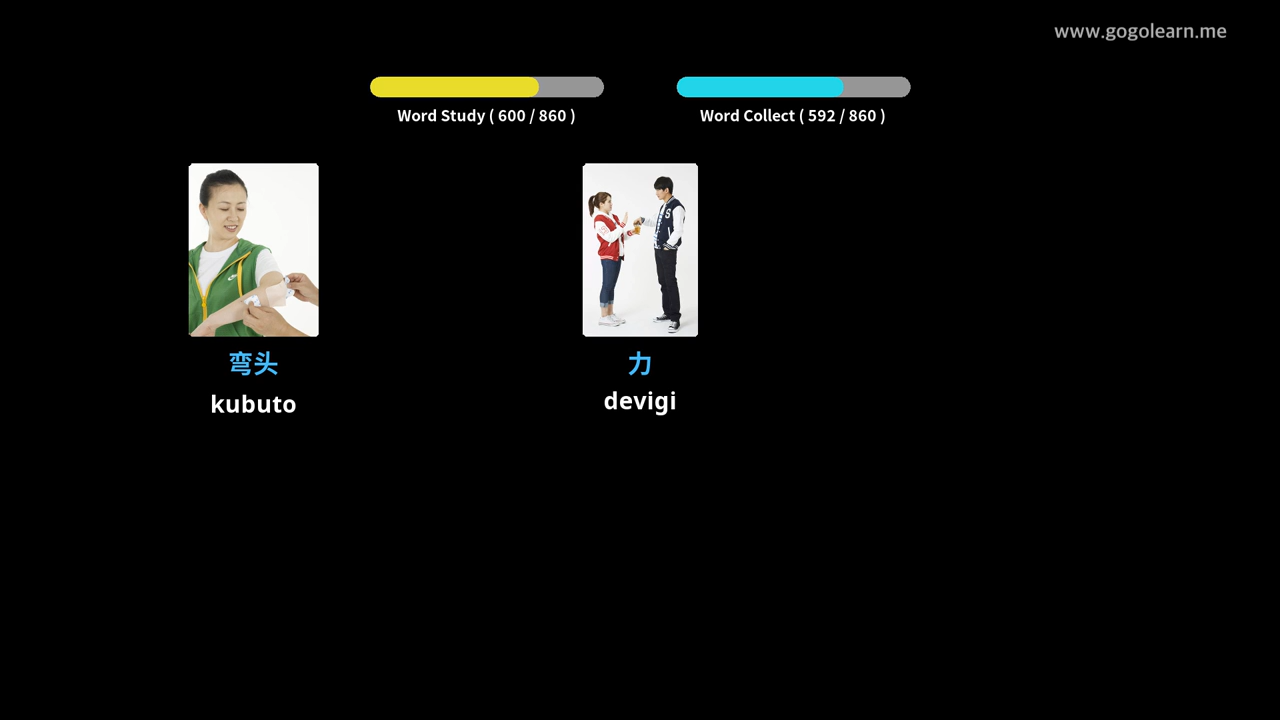 www.gogolearn.me
Word Study ( 600 / 860 )
Word Collect ( 592 / 860 )
弯头
kubuto
力
devigi